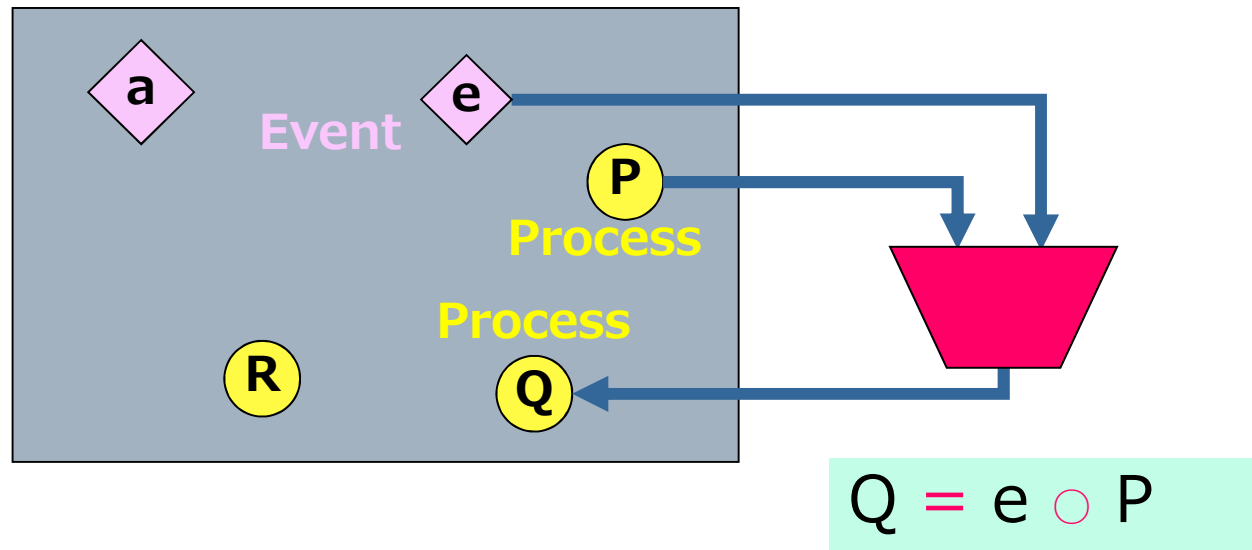 a
e
Event
P
Process
Process
R
Q
Q = e ○ P